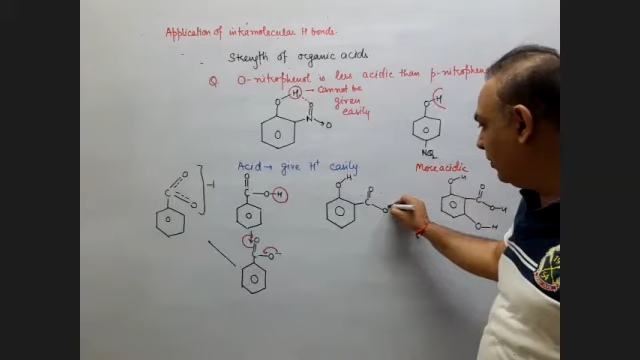 Application of intramolecular H bonds.
Strength of organic acids
Q O-nitrophenol is less acidic than p-nitrophen
O H → cannot be
given
easily
O
N → O
O H
NO2
Acid → give H+ easily
More acidic
O
C
O
O
C
O-H
O H
O
C
O
O H
O
C
O H
O-H
O
C
O-